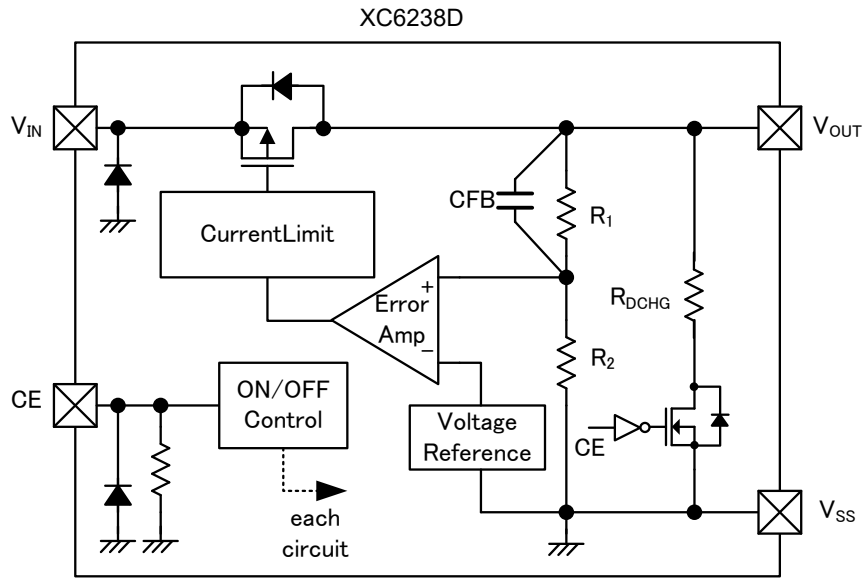 XC6238D
VIN
VOUT
CurrentLimit
CFB
R1
Error
Amp
+
−
R2
RDCHG
CE
ON/OFF
Control
Voltage
Reference
CE
each
circuit
VSS